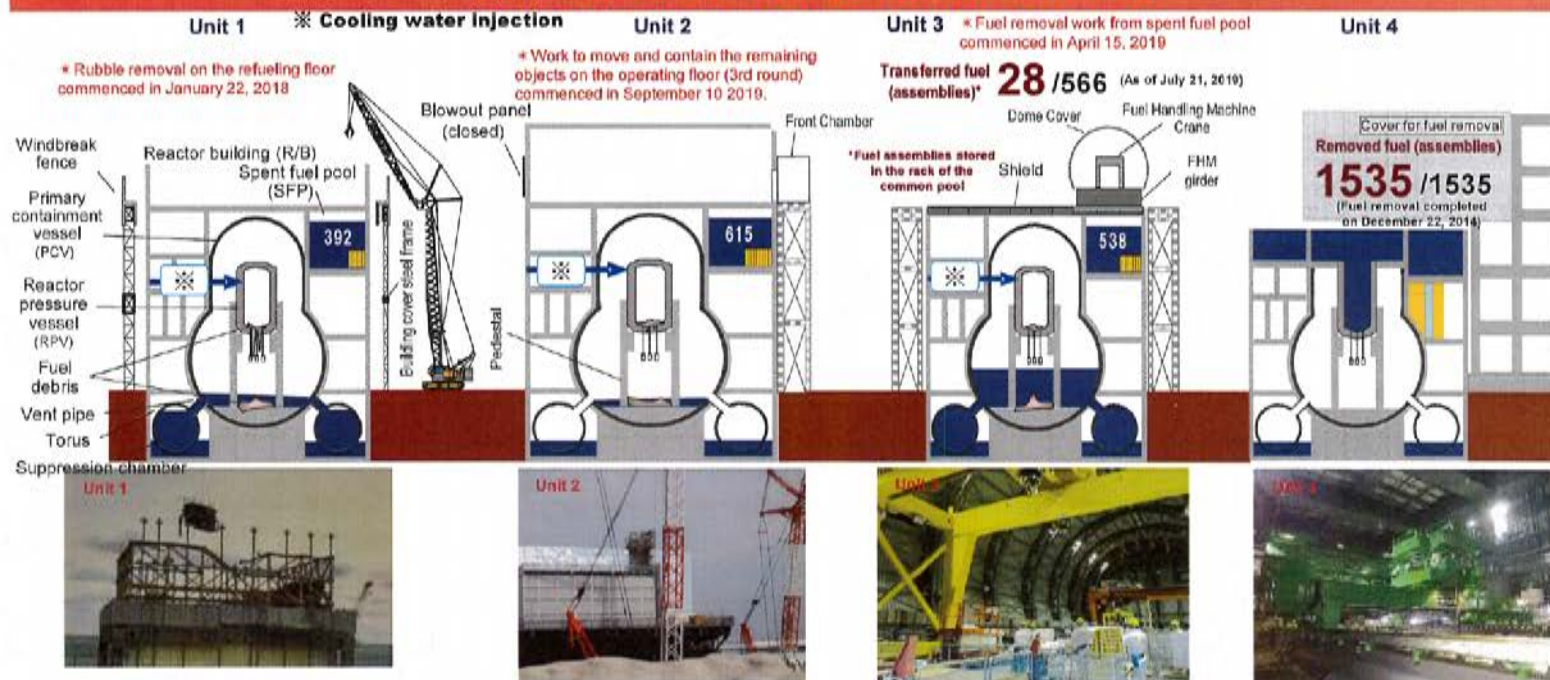 Unit 1
※ Cooling water injection
Unit 2
Unit 3
Unit 4
* Rubble removal on the refueling floor
commenced in January 22, 2018
* Work to move and contain the remaining
objects on the operating floor (3rd round)
commenced in September 10 2019.
* Fuel removal work from spent fuel pool
commenced in April 15, 2019
Transferred fuel
(assemblies)*
28 /566 (As of July 21, 2019)
Windbreak
fence
Reactor building (R/B)
Spent fuel pool
(SFP)
Primary
containment
vessel
(PCV)
Reactor
pressure
vessel
(RPV)
Fuel
debris
Vent pipe
Torus
Suppression chamber
392
※
Building cover steel frame
Blowout panel
(closed)
Front Chamber
615
※
Pedestal
Dome Cover
Fuel Handling Machine
Crane
*Fuel assemblies stored
in the rack of the
common pool
Shield
FHM
girder
538
※
Cover for fuel removal
Removed fuel (assemblies)
1535 /1535
(Fuel removal completed
on December 22, 2014)
Unit 1
Unit 2